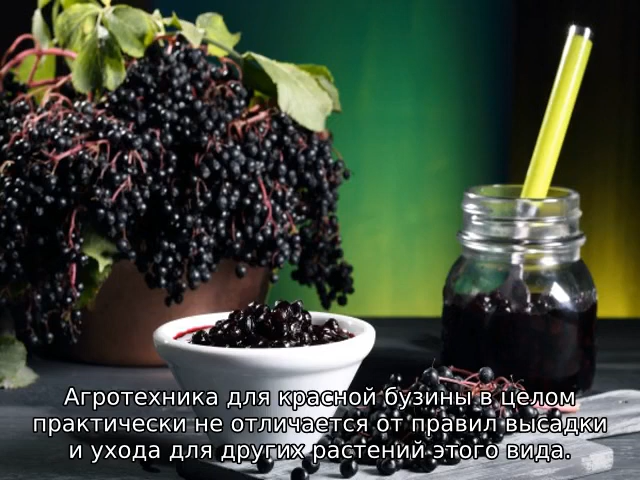 Агротехника для красной бузины в целом
практически не отличается от правил высадки
и ухода для других растений этого вида.